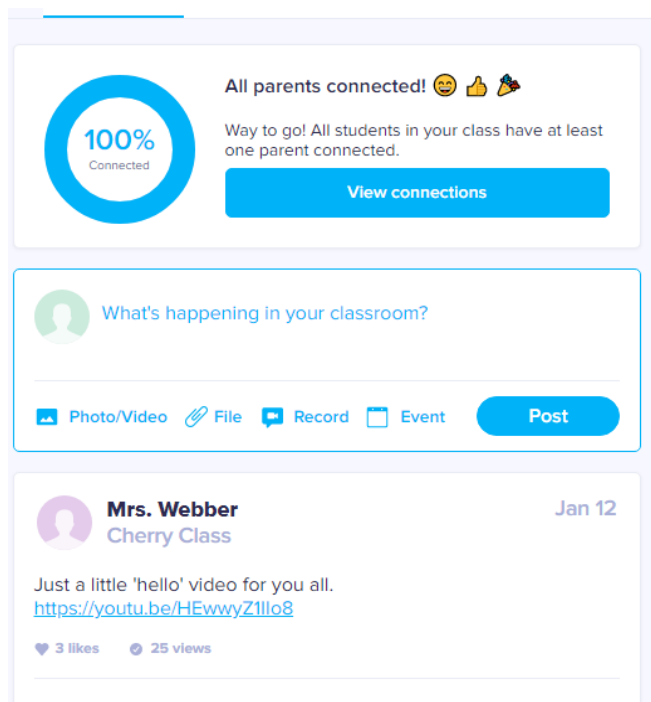 100%
Connected
All parents connected! 😄 👍 🎉
Way to go! All students in your class have at least
one parent connected.
View connections
What's happening in your classroom?
Photo/Video File Record Event Post
Mrs. Webber
Jan 12
Cherry Class
Just a little 'hello' video for you all.
https://youtu.be/HEwwyZ1llo8
3 likes 25 views